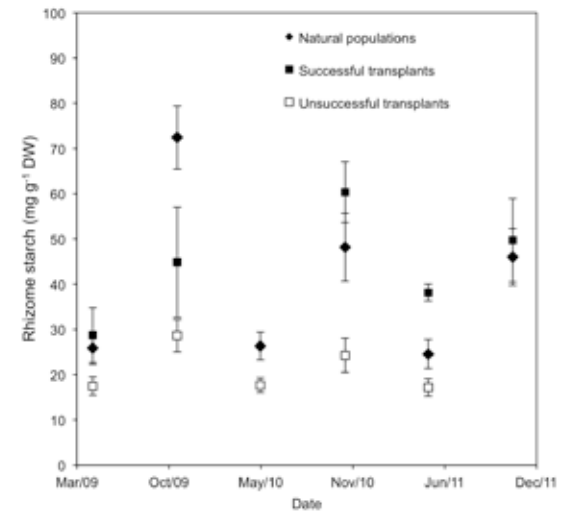 100
90
80
70
60
50
40
30
20
10
0
Rhizome starch (mg g⁻¹ DW)
Natural populations
Successful transplants
Unsuccessful transplants
Mar/09 Oct/09 May/10 Nov/10 Jun/11 Dec/11
Date